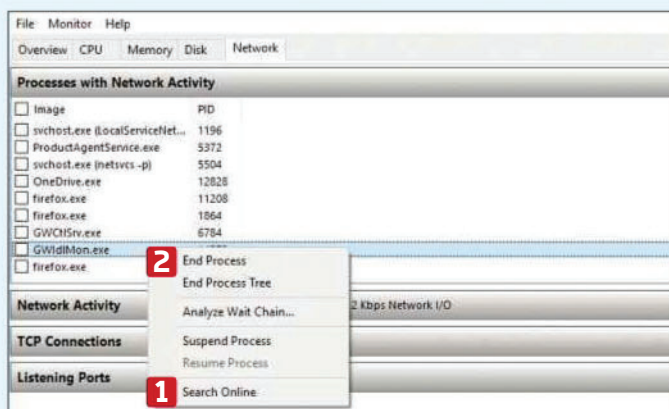 File Monitor Help
Overview CPU Memory Disk Network
Processes with Network Activity
Image PID
svchost.exe (LocalServiceNet... 1196
ProductAgentService.exe 5372
svchost.exe (netsvcs -p) 5504
OneDrive.exe 12828
firefox.exe 11208
firefox.exe 1864
GWCtlSrv.exe 6784
GWIdlMon.exe
firefox.exe
2 End Process
End Process Tree
Network Activity
Analyze Wait Chain...
2 Kbps Network I/O
TCP Connections
Suspend Process
Resume Process
Listening Ports
1 Search Online